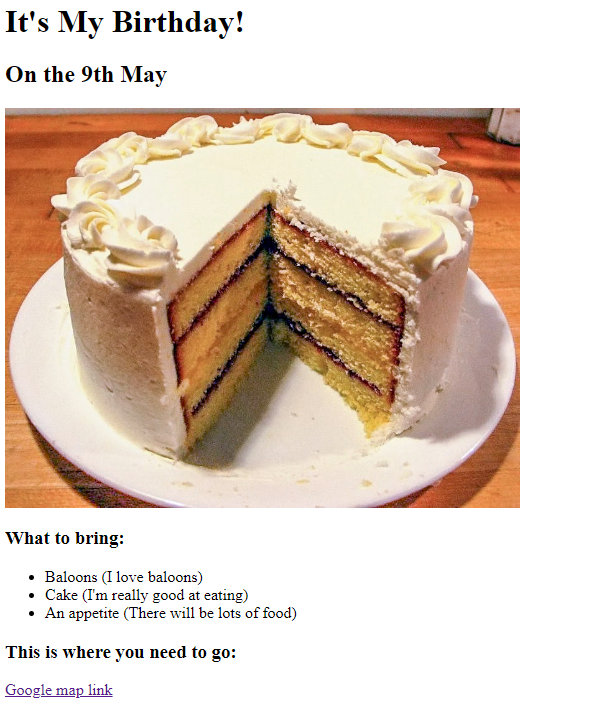 It's My Birthday!
On the 9th May
What to bring:
Baloons (I love baloons)
Cake (I'm really good at eating)
An appetite (There will be lots of food)
This is where you need to go:
Google map link